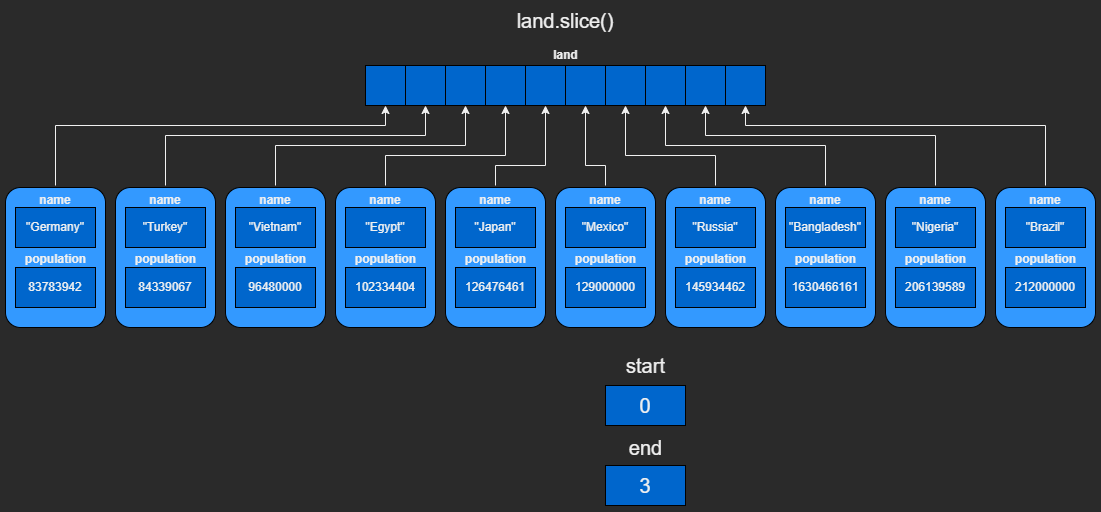 land.slice()
land
name name name name name name name name name name
"Germany" "Turkey" "Vietnam" "Egypt" "Japan" "Mexico" "Russia" "Bangladesh" "Nigeria" "Brazil"
population population population population population population population population population population
83783942 84339067 96480000 102334404 126476461 129000000 145934462 1630466161 206139589 212000000
start
0
end
3